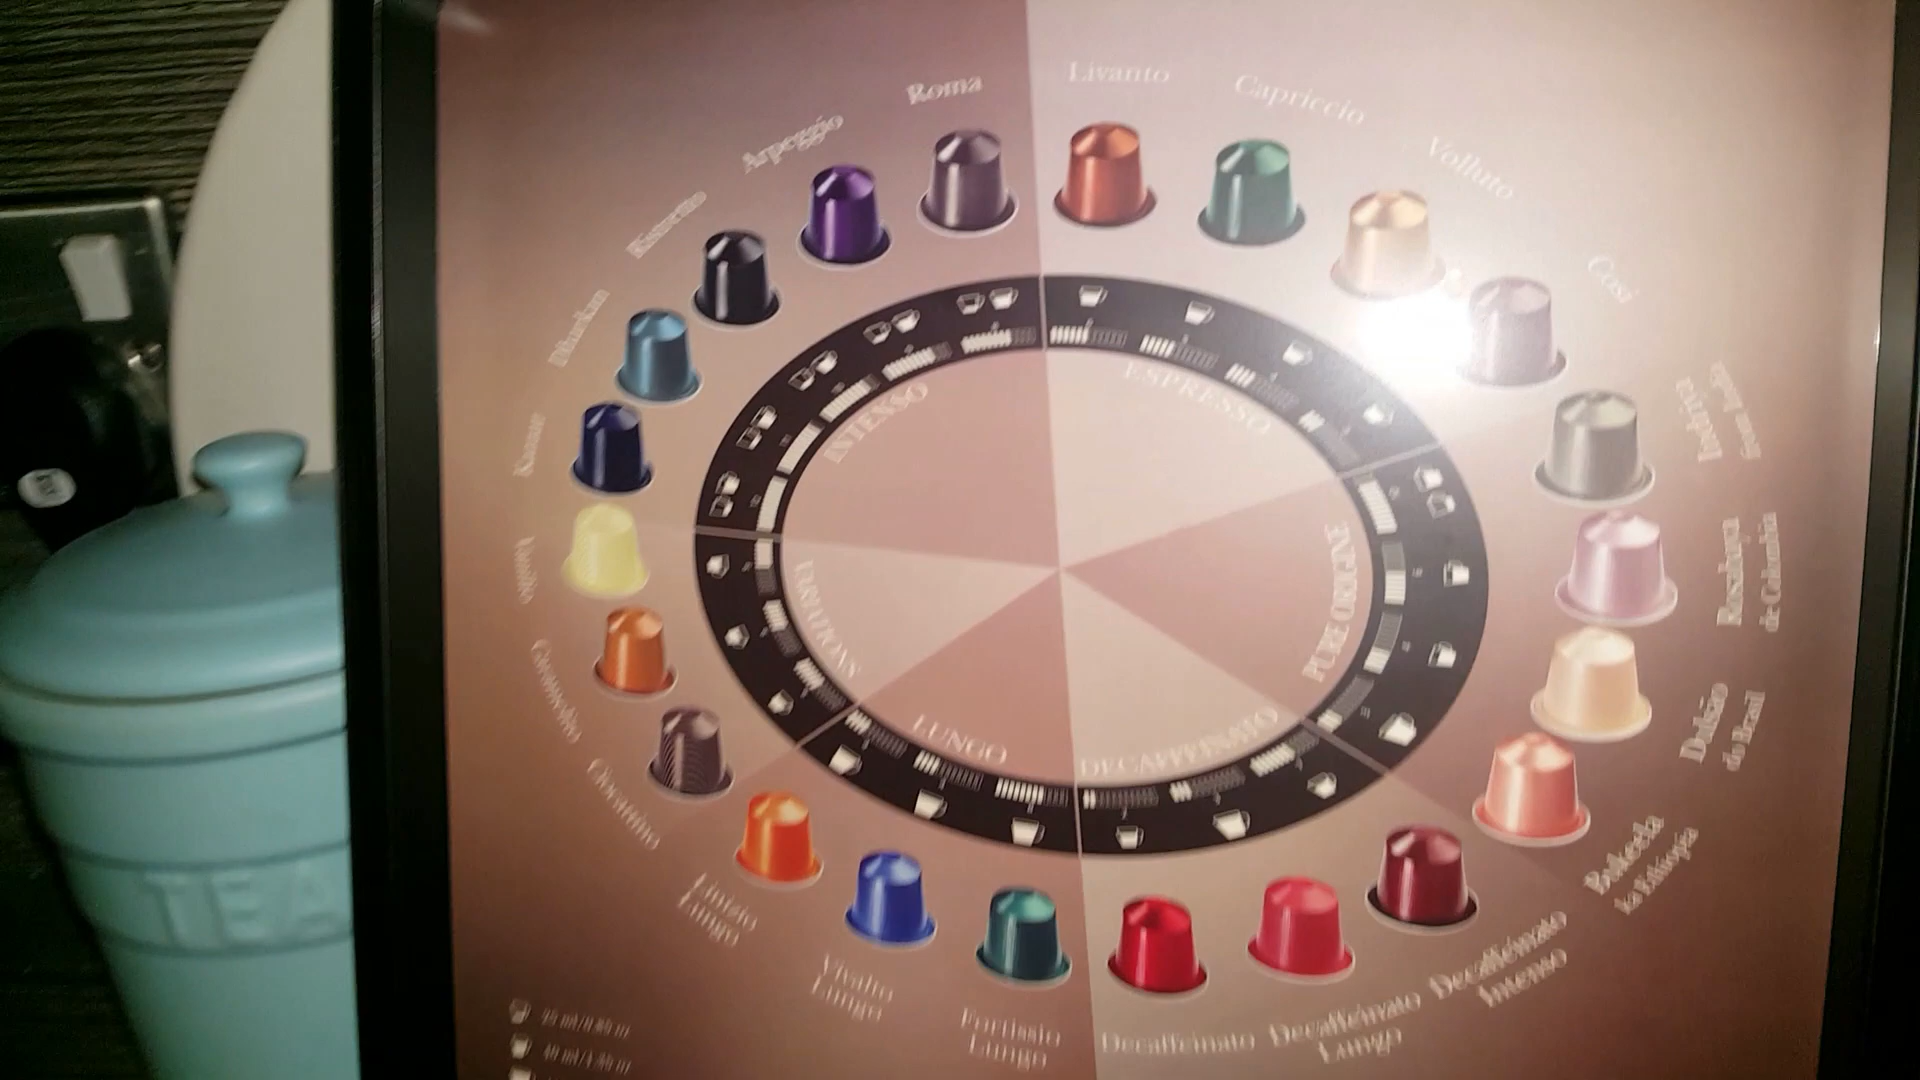 Roma
Livanto
Capriccio
Volluto
Cosi
Arpeggio
Ristretto
Dharkan
Kazaar
Vanilio
Caramelito
Ciocattino
Linizio
Lungo
Vivalto
Lungo
Fortissio
Lungo
Decaffeinato
Decaffeinato
Lungo
Decaffeinato
Intenso
Bukeela
ka Ethiopia
Dulsão
do Brasil
Rosabaya
de Colombia
Indriya
from India
INTENSO
ESPRESSO
PURE ORIGINE
DECAFFEINATO
LUNGO
VARIATIONS
TEA